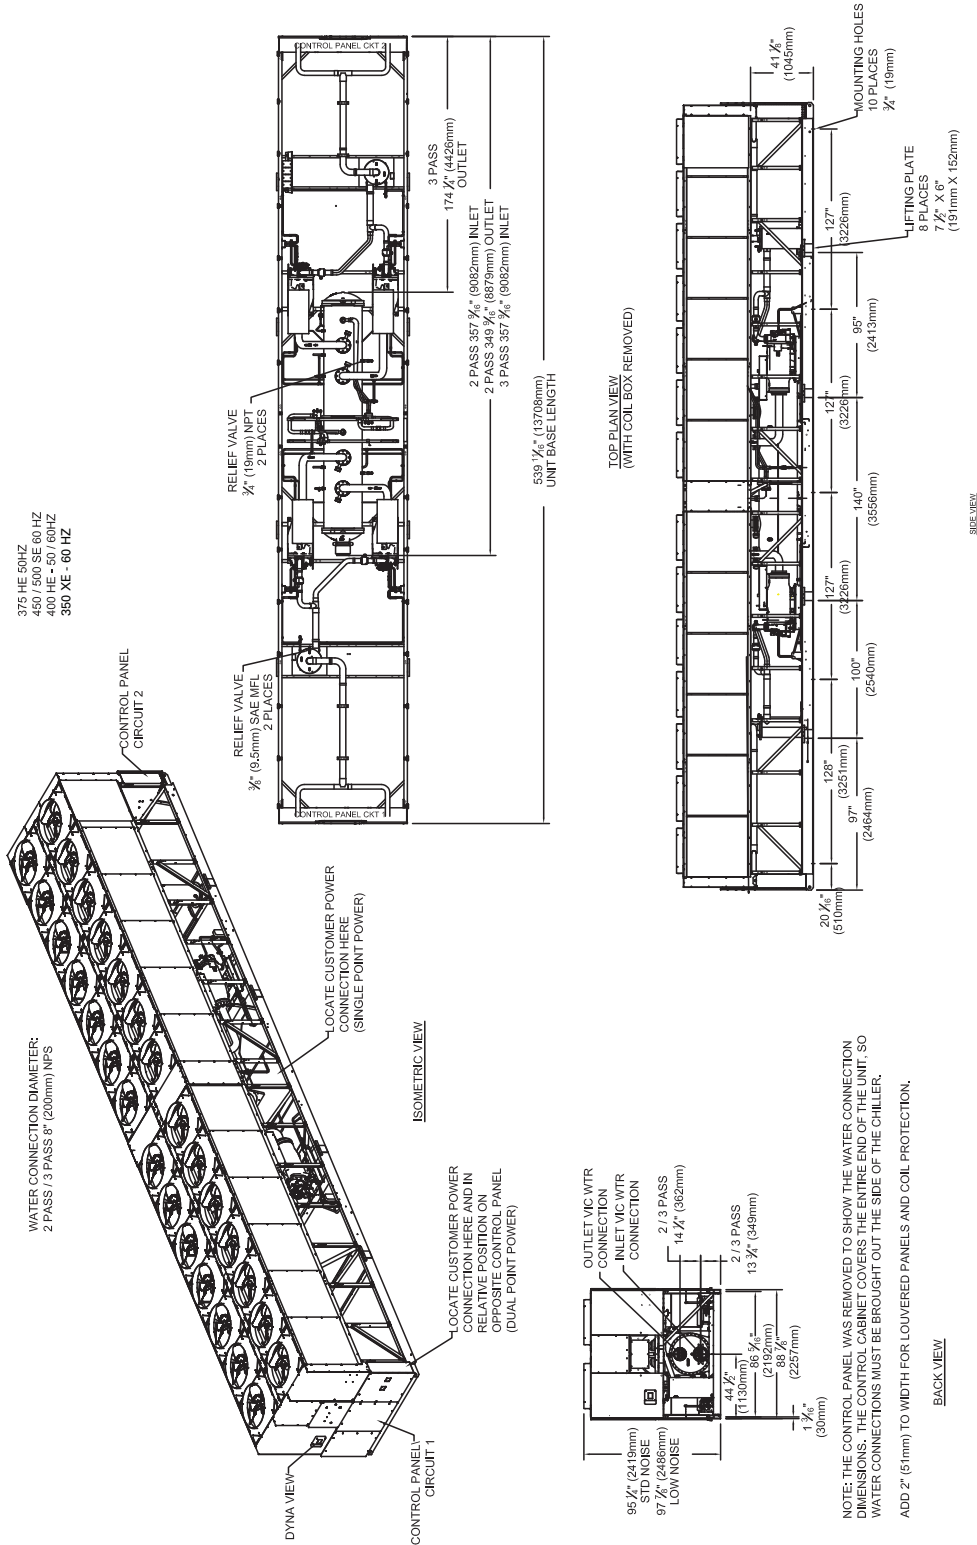 375 HE 50HZ
450 / 500 SE 60 HZ
400 HE - 50 / 60HZ
350 XE - 60 HZ
WATER CONNECTION DIAMETER:
2 PASS / 3 PASS 8" (200mm) NPS
CONTROL PANEL
CIRCUIT 2
LOCATE CUSTOMER POWER
CONNECTION HERE
(SINGLE POINT POWER)
LOCATE CUSTOMER POWER
CONNECTION HERE AND IN
RELATIVE POSITION ON
OPPOSITE CONTROL PANEL
(DUAL POINT POWER)
DYNA VIEW
CONTROL PANEL
CIRCUIT 1
ISOMETRIC VIEW
RELIEF VALVE
3/8" (9.5mm) SAE MFL
2 PLACES
RELIEF VALVE
3/4" (19mm) NPT
2 PLACES
CONTROL PANEL CKT 1
CONTROL PANEL CKT 2
3 PASS
174 1/4" (4426mm)
OUTLET
2 PASS 357 9/16" (9082mm) INLET
2 PASS 349 9/16" (8879mm) OUTLET
3 PASS 357 9/16" (9082mm) INLET
539 11/16" (13708mm)
UNIT BASE LENGTH
TOP PLAN VIEW
(WITH COIL BOX REMOVED)
41 1/8"
(1045mm)
MOUNTING HOLES
10 PLACES
3/4" (19mm)
LIFTING PLATE
8 PLACES
7 1/2" X 6"
(191mm X 152mm)
20 1/16"
(510mm)
128"
(3251mm)
127"
(3226mm)
127"
(3226mm)
127"
(3226mm)
97"
(2464mm)
100"
(2540mm)
140"
(3556mm)
95"
(2413mm)
SIDE VIEW
OUTLET VIC WTR
CONNECTION
INLET VIC WTR
CONNECTION
2 / 3 PASS
14 1/4" (362mm)
2 / 3 PASS
13 3/4" (349mm)
95 1/4" (2419mm)
STD NOISE
97 7/8" (2486mm)
LOW NOISE
44 1/2"
(1130mm)
86 5/16"
(2192mm)
88 7/8"
(2257mm)
1 3/16"
(30mm)
NOTE: THE CONTROL PANEL WAS REMOVED TO SHOW THE WATER CONNECTION
DIMENSIONS. THE CONTROL CABINET COVERS THE ENTIRE END OF THE UNIT, SO
WATER CONNECTIONS MUST BE BROUGHT OUT THE SIDE OF THE CHILLER.
ADD 2" (51mm) TO WIDTH FOR LOUVERED PANELS AND COIL PROTECTION.
BACK VIEW